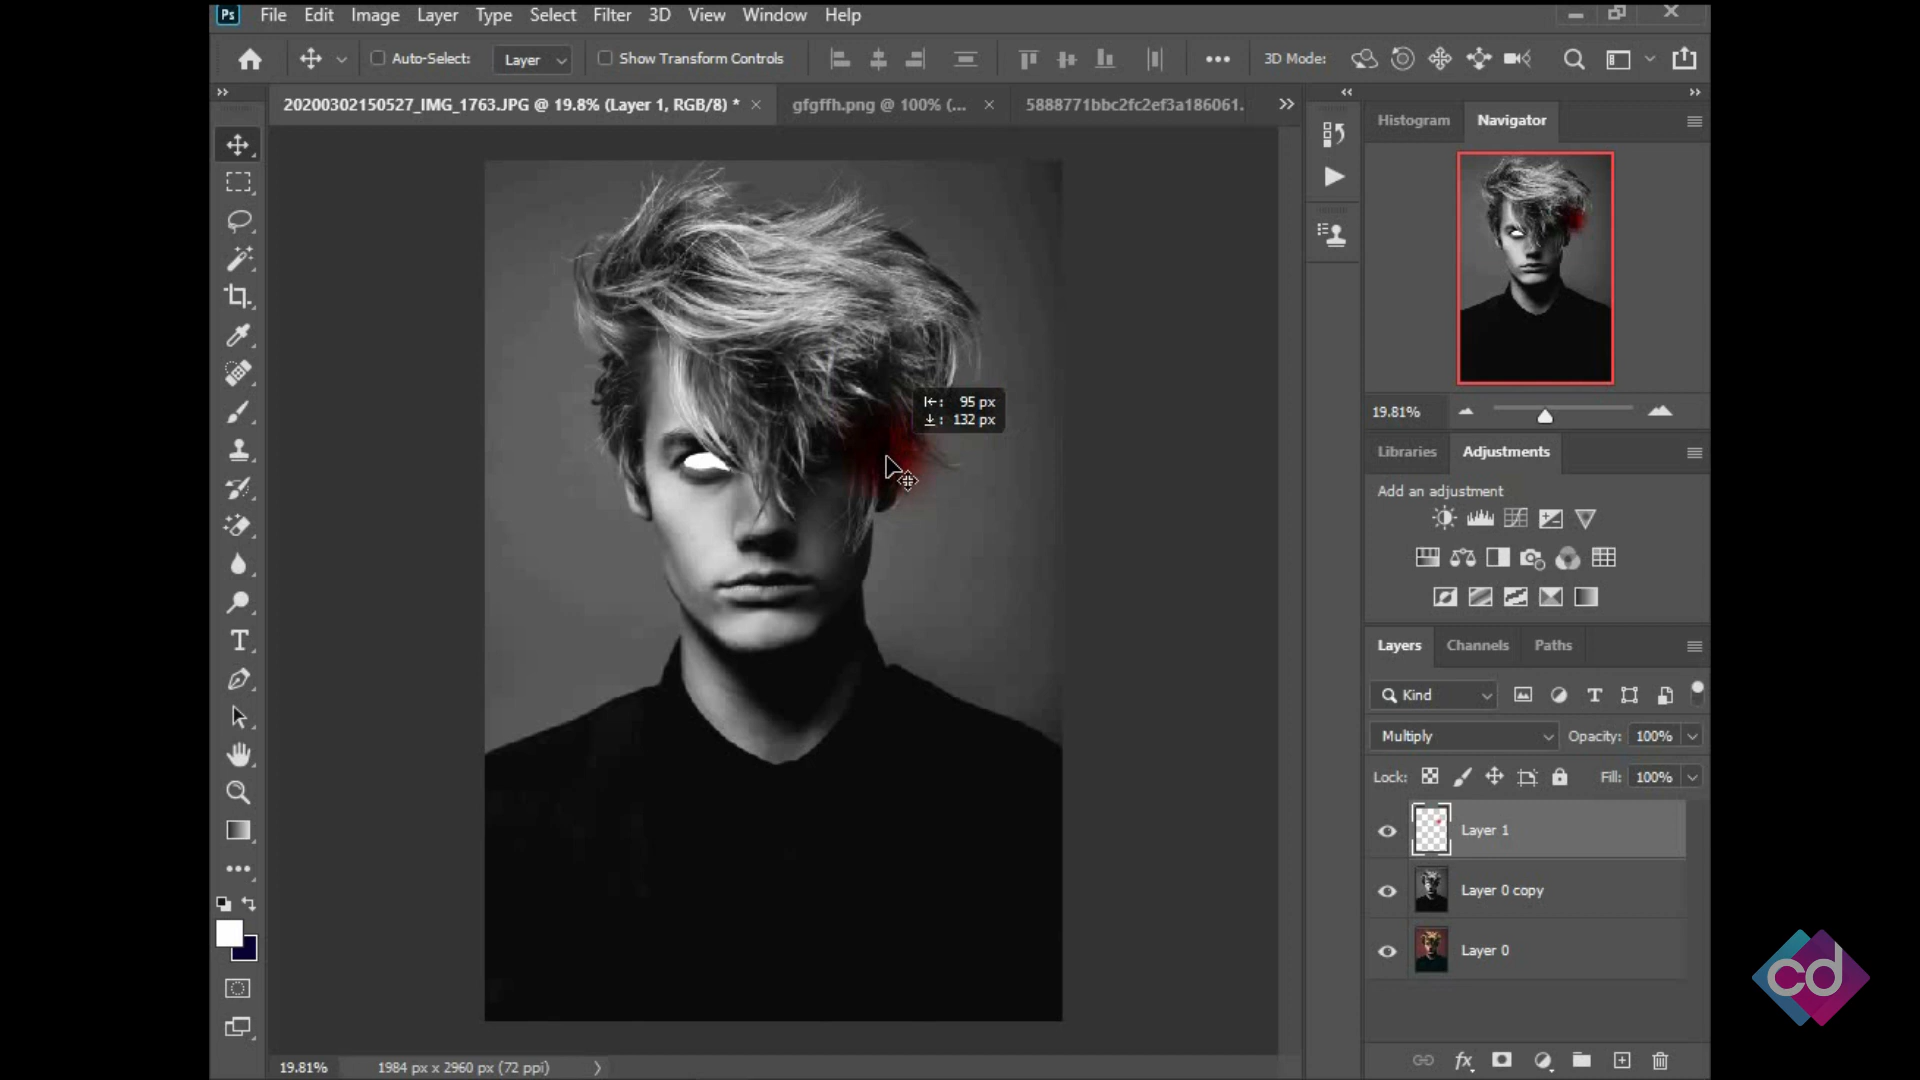 Ps File Edit Image Layer Type Select Filter 3D View Window Help
Auto-Select: Layer Show Transform Controls 3D Mode:
20200302150527_IMG_1763.JPG @ 19.8% (Layer 1, RGB/8) * gfgffh.png @ 100% (... 5888771bbc2fc2ef3a186061.
Histogram Navigator
95 px
132 px
19.81%
Libraries Adjustments
Add an adjustment
Layers Channels Paths
Kind
Multiply Opacity: 100%
Lock: Fill: 100%
Layer 1
Layer 0 copy
Layer 0
fx
cd
19.81% 1984 px x 2960 px (72 ppi)